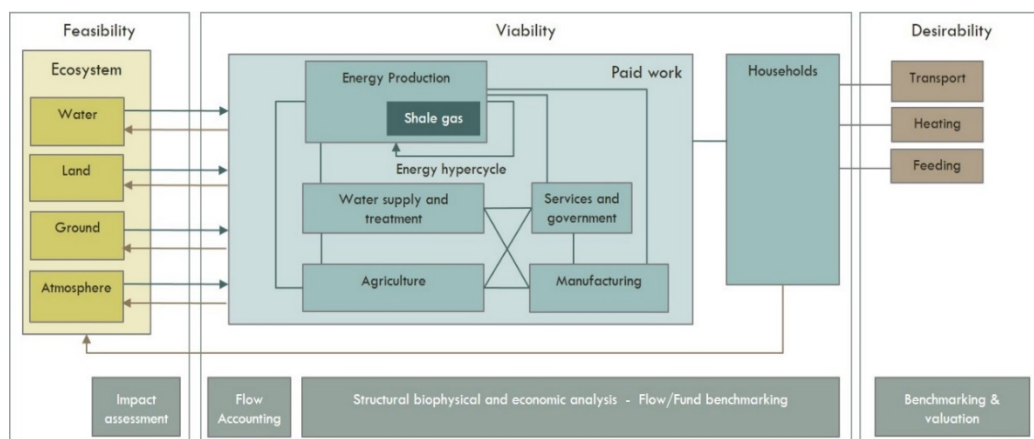 Feasibility
Viability
Desirability
Ecosystem
Water
Land
Ground
Atmosphere
Paid work
Energy Production
Shale gas
Energy hypercycle
Water supply and
treatment
Services and
government
Agriculture
Manufacturing
Households
Transport
Heating
Feeding
Impact
assessment
Flow
Accounting
Structural biophysical and economic analysis - Flow/Fund benchmarking
Benchmarking &
valuation